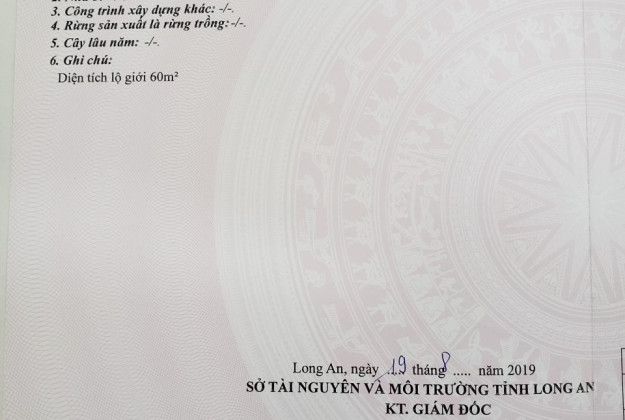 3. Công trình xây dựng khác: -/-.
4. Rừng sản xuất là rừng trồng:-/-.
5. Cây lâu năm: -/-.
6. Ghi chú:
Diện tích lộ giới 60m²
Long An, ngày .19 tháng 8 ..... năm 2019
SỞ TÀI NGUYÊN VÀ MÔI TRƯỜNG TỈNH LONG AN
KT. GIÁM ĐỐC